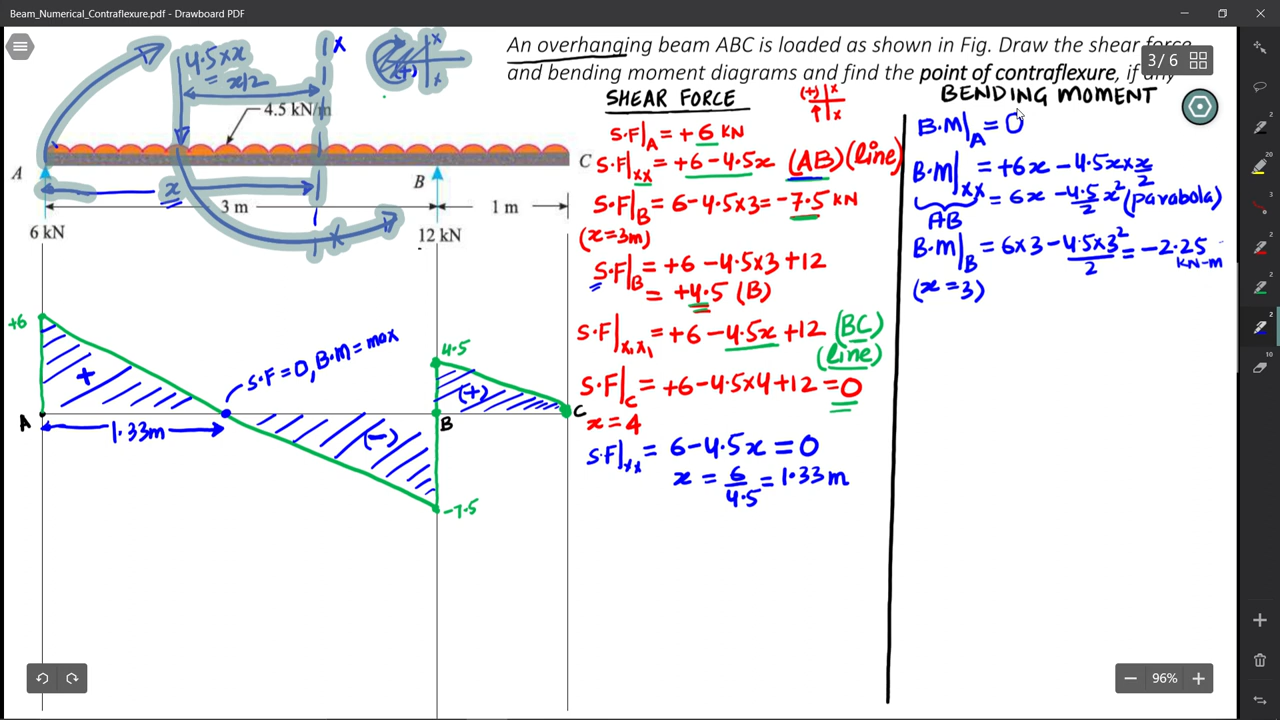 Beam_Numerical_Contraflexure.pdf - Drawboard PDF
An overhanging beam ABC is loaded as shown in Fig. Draw the shear force
and bending moment diagrams and find the point of contraflexure, if any
3 / 6
4.5×x
= x/2
X
(+)
x
x
4.5 kN/m
A
B
C
x
3 m
1 m
X
6 kN
12 kN
SHEAR FORCE
(+) x
x
S.F|A = + 6 KN
S.F|xx = +6 - 4.5x (AB) (line)
S.F|B = 6 - 4.5×3 = -7.5 KN
(x=3m)
S.F|B = +6 - 4.5×3 + 12
= +4.5 (B)
S.F|x₁x₁ = +6 - 4.5x + 12 (BC)
(line)
S.F|C = +6 - 4.5×4 + 12 = 0
x = 4
S.F|xx = 6 - 4.5x = 0
x = 6/4.5 = 1.33 m
BENDING MOMENT
B.M|A = 0
B.M|xx = +6x - 4.5x × x/2
= 6x - 4.5/2 x² (parabola)
AB
B.M|B = 6×3 - 4.5×3²/2 = -2.25
KN-m
(x = 3)
+6
+
S.F = 0, B.M = max
4.5
(+)
A
1.33m
(-)
B
C
-7.5
96%